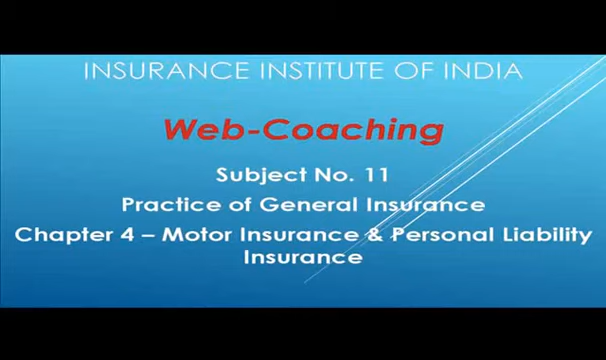 INSURANCE INSTITUTE OF INDIA
Web-Coaching
Subject No. 11
Practice of General Insurance
Chapter 4 – Motor Insurance & Personal Liability
Insurance